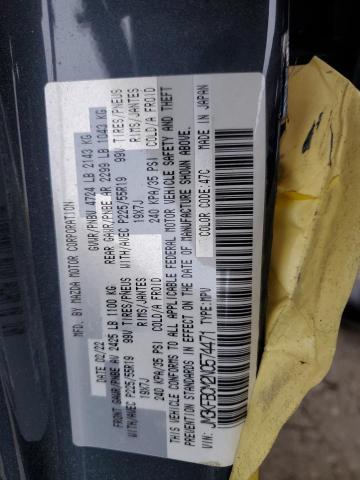 MFD. BY MAZDA MOTOR CORPORATION
DATE 02/22 GVWR/PNBV 4724 LB 2143 KG
FRONT GAWR/PNBE AV 2425 LB 1100 KG REAR GAWR/PNBE AR 2299 LB 1043 KG
WITH/AVEC P225/55R19 99V TIRES/PNEUS WITH/AVEC P225/55R19 99V TIRES/PNEUS
19X7J RIMS/JANTES 19X7J RIMS/JANTES
240 KPA/35 PSI COLD/A FROID 240 KPA/35 PSI COLD/A FROID
THIS VEHICLE CONFORMS TO ALL APPLICABLE FEDERAL MOTOR VEHICLE SAFETY AND THEFT
PREVENTION STANDARDS IN EFFECT ON THE DATE OF MANUFACTURE SHOWN ABOVE.
VIN: TYPE:MPV COLOR CODE:47C MADE IN JAPAN